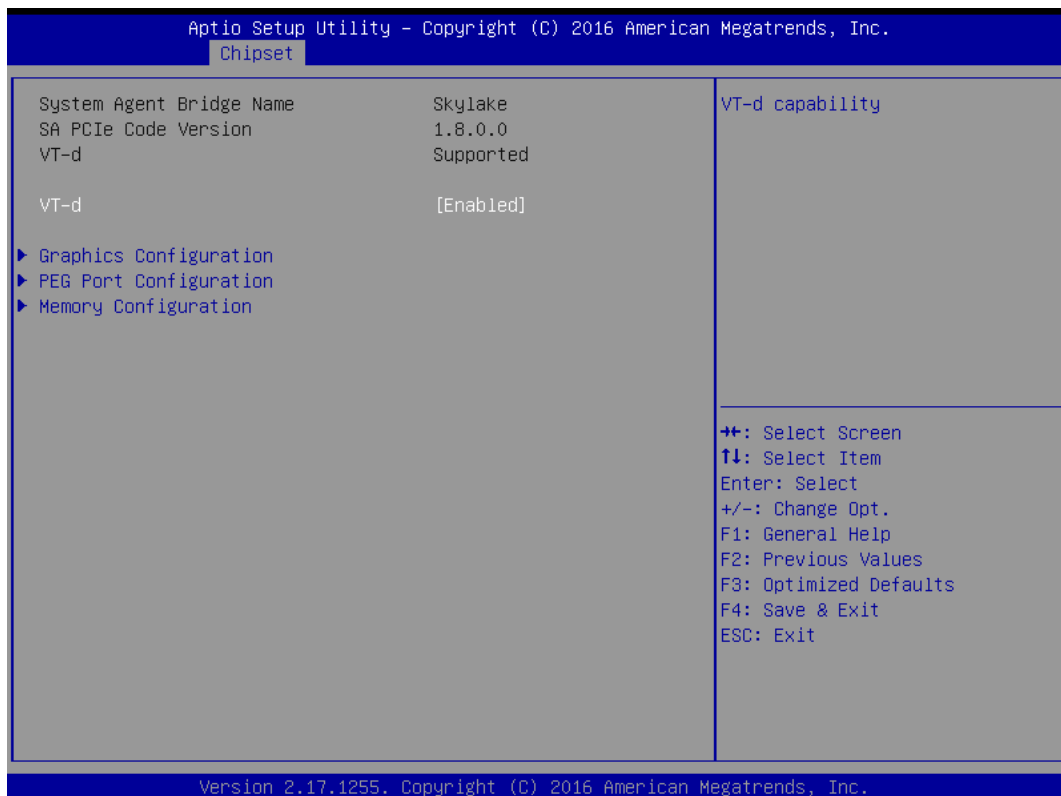 Aptio Setup Utility – Copyright (C) 2016 American Megatrends, Inc.
Chipset
System Agent Bridge Name Skylake
SA PCIe Code Version 1.8.0.0
VT-d Supported
VT-d [Enabled]
▶ Graphics Configuration
▶ PEG Port Configuration
▶ Memory Configuration
VT-d capability
→←: Select Screen
↑↓: Select Item
Enter: Select
+/-: Change Opt.
F1: General Help
F2: Previous Values
F3: Optimized Defaults
F4: Save & Exit
ESC: Exit
Version 2.17.1255. Copyright (C) 2016 American Megatrends, Inc.